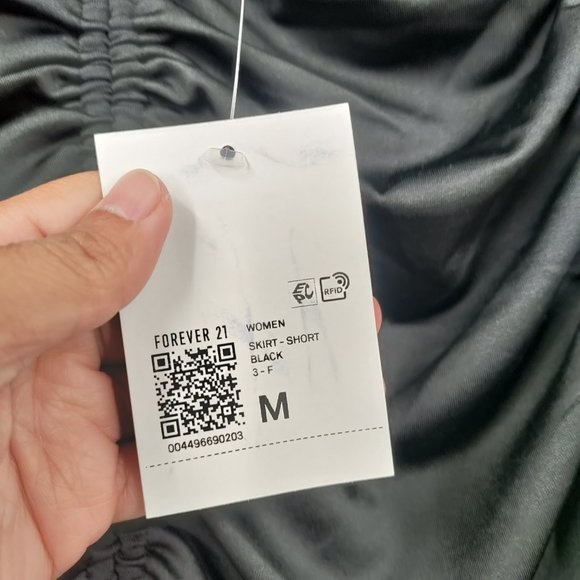 EPC RFID
FOREVER 21
WOMEN
SKIRT - SHORT
BLACK
3 - F
M
004496690203